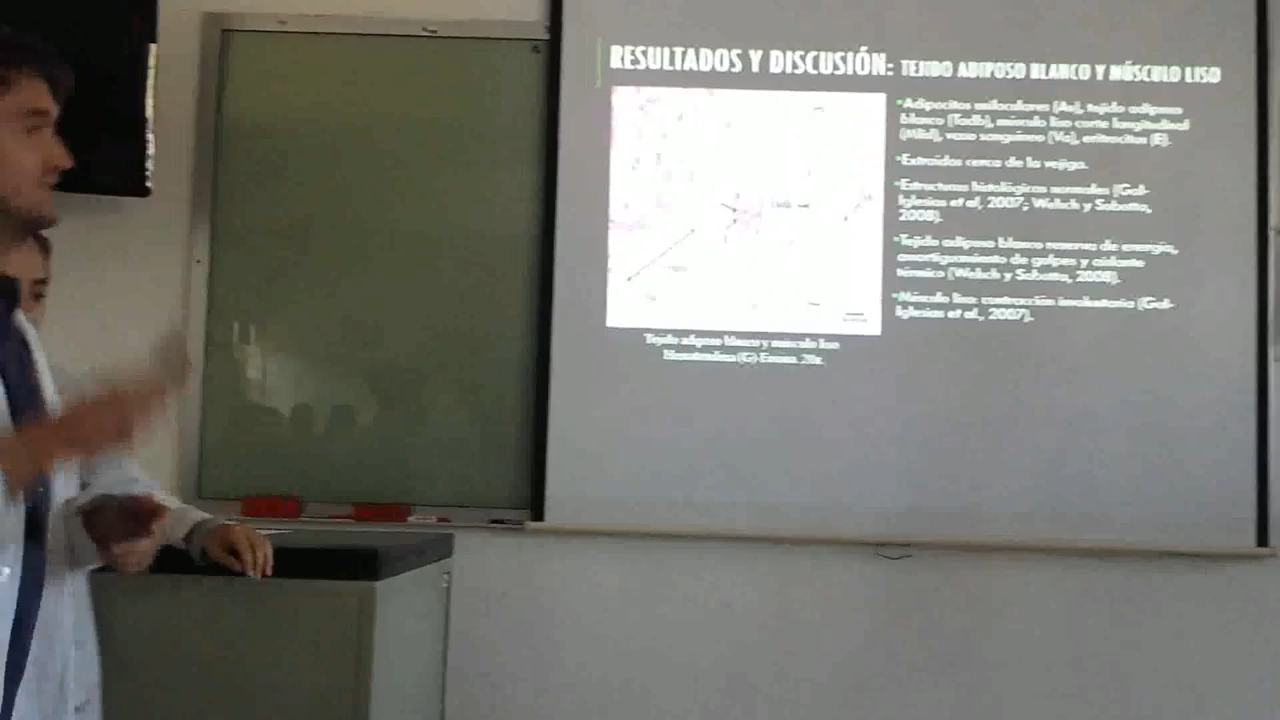 RESULTADOS Y DISCUSIÓN: TEJIDO ADIPOSO BLANCO Y MÚSCULO LISO
Adipocitos uniloculares (Au), tejido adiposo
blanco (Tadb), músculo liso corte longitudinal
vaso sanguíneo (Vs), eritrocitos (E).
Extraídos cerca de la vejiga.
Estructuras histológicas normales (Gal-
Iglesias et al, 2007; Welsch y Sobotta,
2008).
Tejido adiposo blanco reserva de energía,
amortiguamiento de golpes y aislante
térmico (Welsch y Sobotta, 2008).
Músculo liso: contracción involuntaria (Gal-
Iglesias et al., 2007).
Tejido adiposo blanco y músculo liso
Hematoxilina (G)-Eosina. 20x.